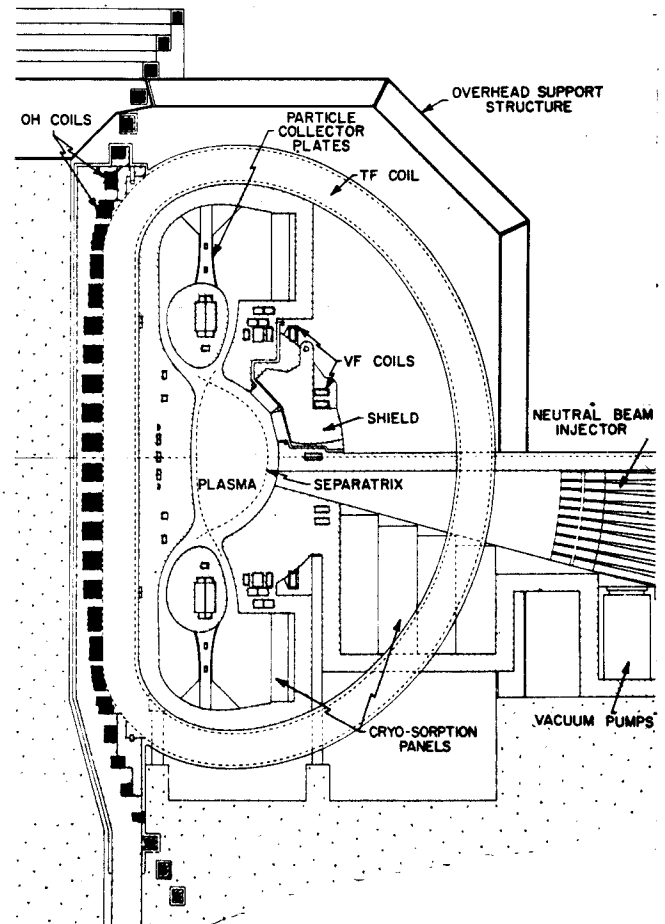 OVERHEAD SUPPORT
STRUCTURE
OH COILS
PARTICLE
COLLECTOR
PLATES
TF COIL
VF COILS
SHIELD
NEUTRAL BEAM
INJECTOR
PLASMA
SEPARATRIX
CRYO-SORPTION
PANELS
VACUUM PUMPS